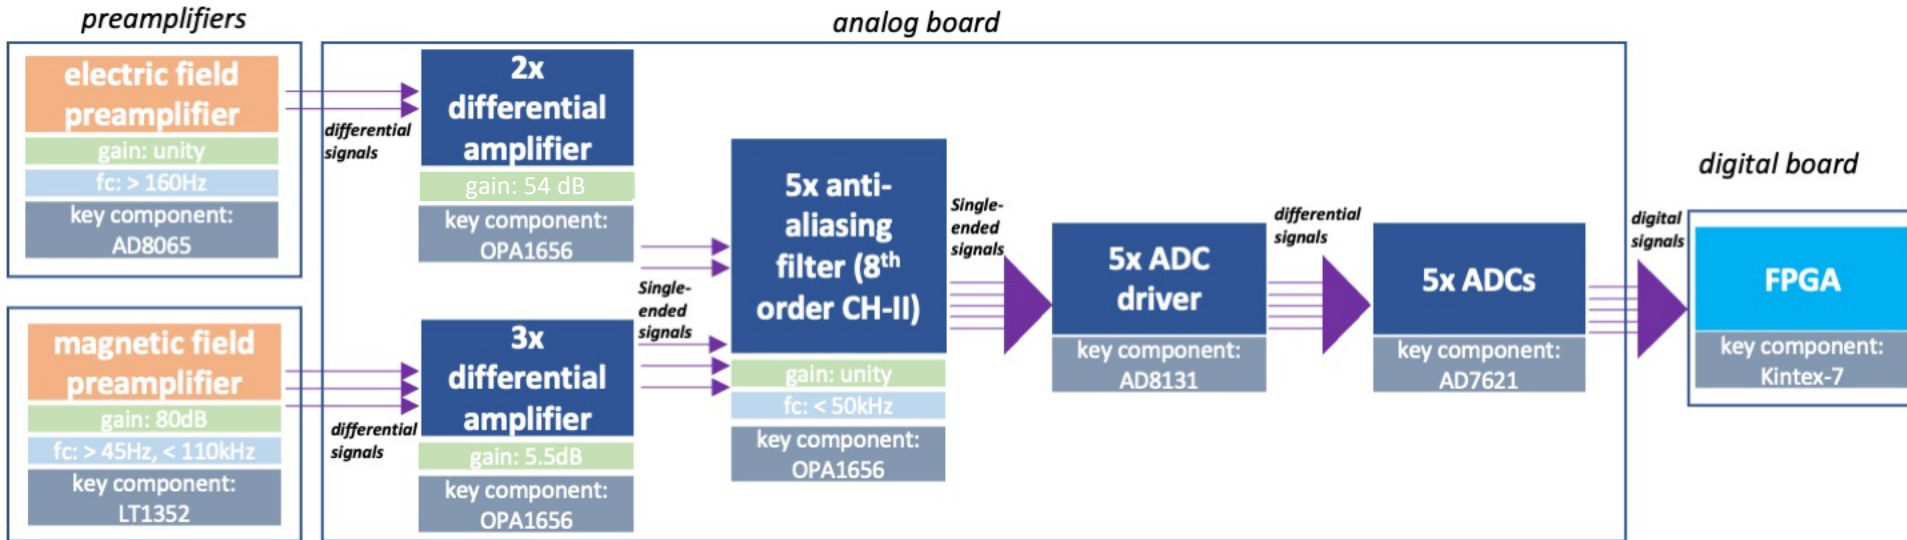 preamplifiers
electric field
preamplifier
gain: unity
fc: > 160Hz
key component:
AD8065
magnetic field
preamplifier
gain: 80dB
fc: > 45Hz, < 110kHz
key component:
LT1352
differential
signals
differential
signals
analog board
2x
differential
amplifier
gain: 54 dB
key component:
OPA1656
3x
differential
amplifier
gain: 5.5dB
key component:
OPA1656
Single-
ended
signals
5x anti-
aliasing
filter (8th
order CH-II)
gain: unity
fc: < 50kHz
key component:
OPA1656
Single-
ended
signals
5x ADC
driver
key component:
AD8131
differential
signals
5x ADCs
key component:
AD7621
digital
signals
digital board
FPGA
key component:
Kintex-7